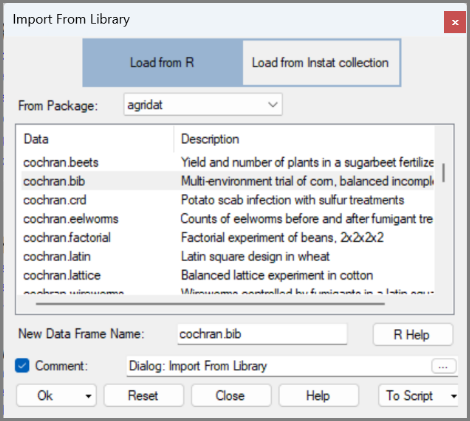 Import From Library
Load from R Load from Instat collection
From Package: agridat
Data Description
cochran.beets Yield and number of plants in a sugarbeet fertilize
cochran.bib Multi-environment trial of corn, balanced incomple
cochran.crd Potato scab infection with sulfur treatments
cochran.eelworms Counts of eelworms before and after fumigant tre
cochran.factorial Factorial experiment of beans, 2x2x2x2
cochran.latin Latin square design in wheat
cochran.lattice Balanced lattice experiment in cotton
cochran.wireworms Wireworms controlled by fumigants in a latin squa
New Data Frame Name: cochran.bib R Help
Comment: Dialog: Import From Library ...
Ok Reset Close Help To Script